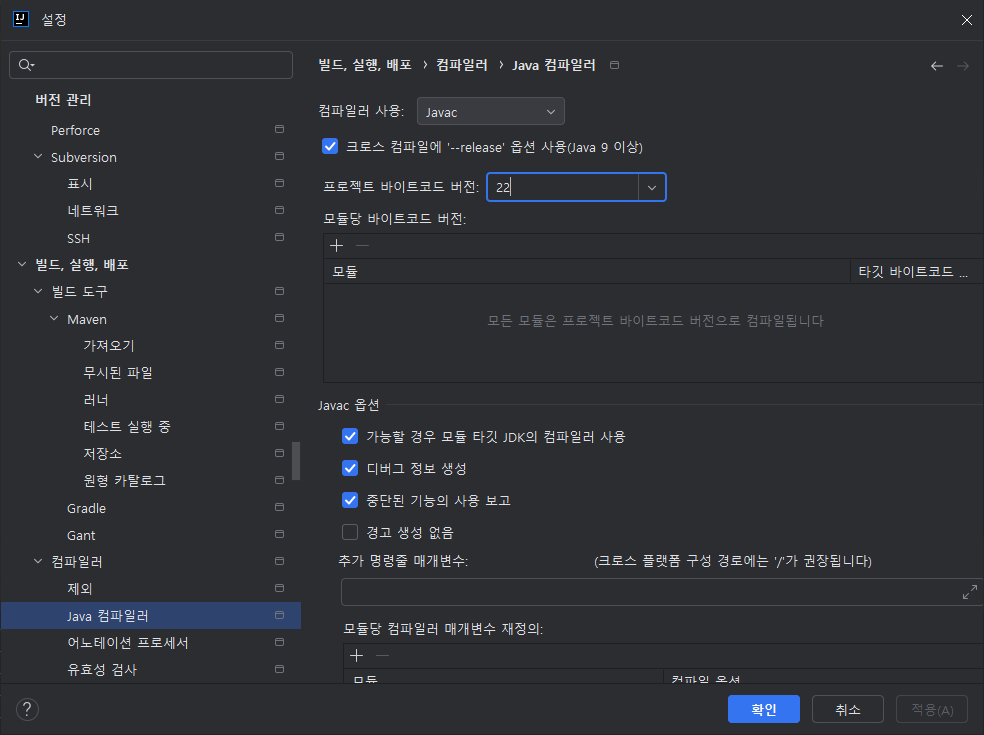 설정
버전 관리
Perforce
Subversion
표시
네트워크
SSH
빌드, 실행, 배포
빌드 도구
Maven
가져오기
무시된 파일
러너
테스트 실행 중
저장소
원형 카탈로그
Gradle
Gant
컴파일러
제외
Java 컴파일러
어노테이션 프로세서
유효성 검사
빌드, 실행, 배포 › 컴파일러 › Java 컴파일러
컴파일러 사용: Javac
크로스 컴파일에 '--release' 옵션 사용(Java 9 이상)
프로젝트 바이트코드 버전: 22
모듈당 바이트코드 버전:
모듈 타깃 바이트코드 ...
모든 모듈은 프로젝트 바이트코드 버전으로 컴파일됩니다
Javac 옵션
가능할 경우 모듈 타깃 JDK의 컴파일러 사용
디버그 정보 생성
중단된 기능의 사용 보고
경고 생성 없음
추가 명령줄 매개변수: (크로스 플랫폼 구성 경로에는 '/'가 권장됩니다)
모듈당 컴파일러 매개변수 재정의:
모듈 컴파일 옵션
? 확인 취소 적용(A)